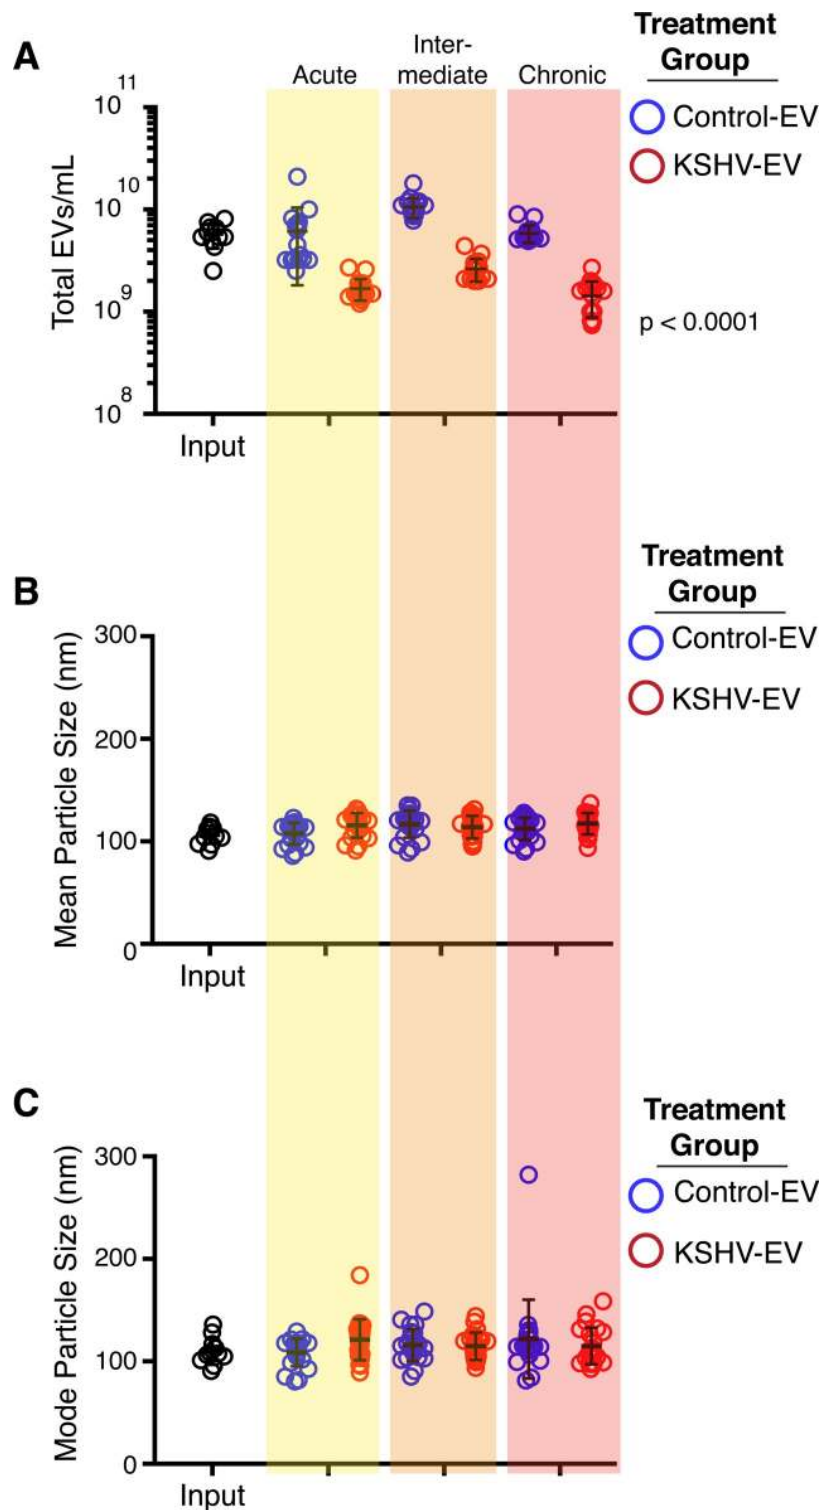 A
Acute
Inter-
mediate
Chronic
Treatment
Group
Control-EV
KSHV-EV
Total EVs/mL
10^11
10^10
10^9
10^8
p < 0.0001
Input
B
Treatment
Group
Control-EV
KSHV-EV
Mean Particle Size (nm)
300
200
100
0
Input
C
Treatment
Group
Control-EV
KSHV-EV
Mode Particle Size (nm)
300
200
100
0
Input